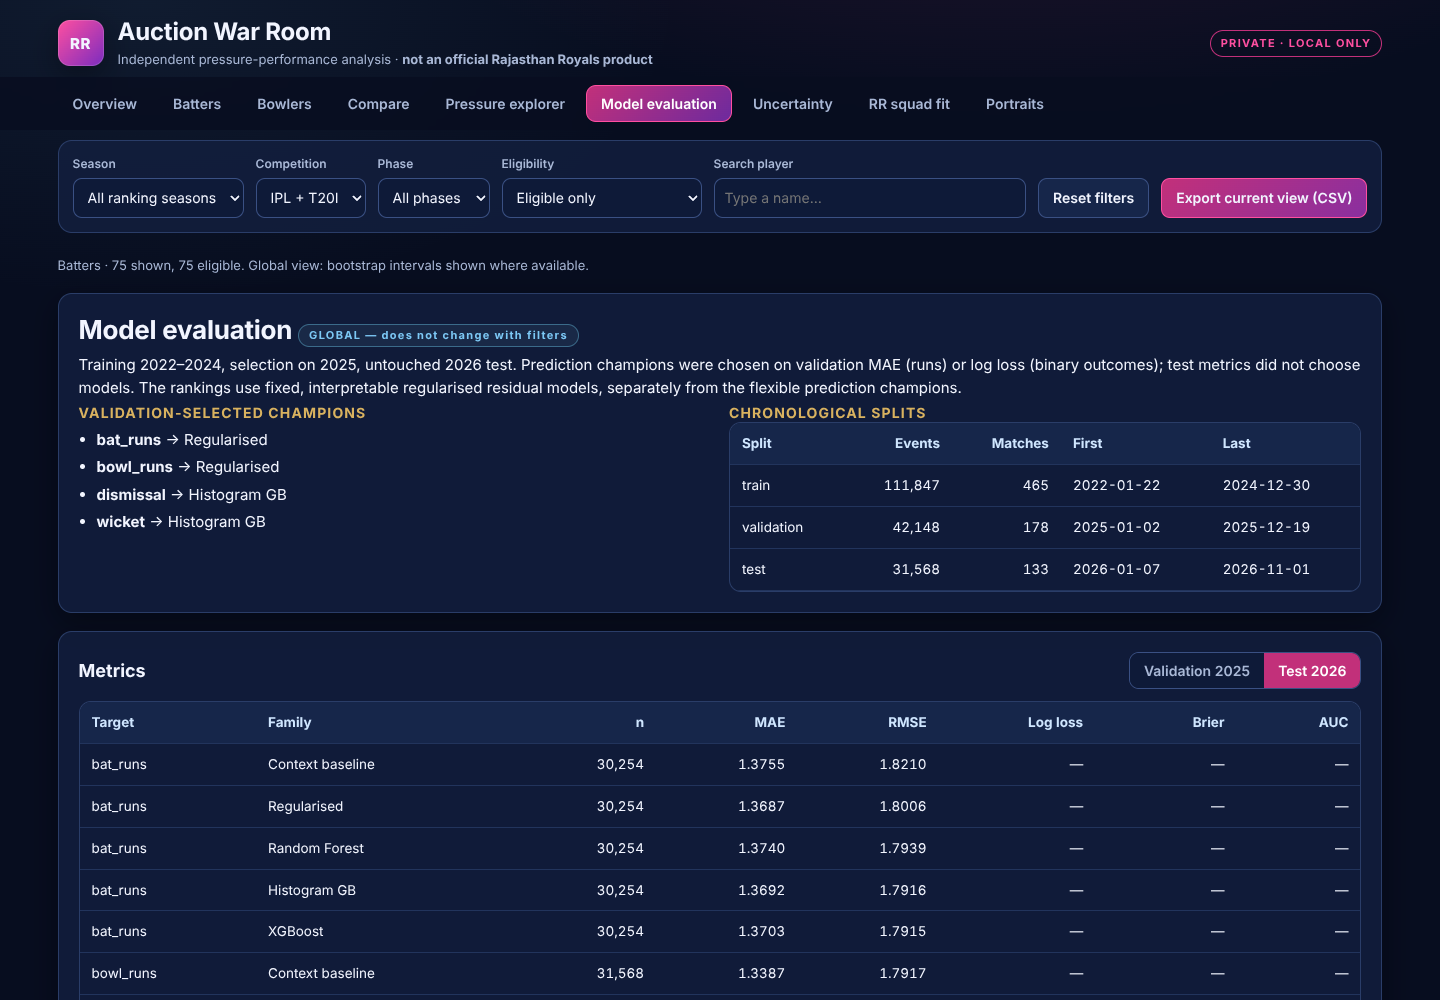 RR
Auction War Room
Independent pressure-performance analysis · not an official Rajasthan Royals product
PRIVATE · LOCAL ONLY
Overview Batters Bowlers Compare Pressure explorer Model evaluation Uncertainty RR squad fit Portraits
Season Competition Phase Eligibility Search player
All ranking seasons IPL + T20I All phases Eligible only Type a name... Reset filters Export current view (CSV)
Batters · 75 shown, 75 eligible. Global view: bootstrap intervals shown where available.
Model evaluation GLOBAL — does not change with filters
Training 2022–2024, selection on 2025, untouched 2026 test. Prediction champions were chosen on validation MAE (runs) or log loss (binary outcomes); test metrics did not choose
models. The rankings use fixed, interpretable regularised residual models, separately from the flexible prediction champions.
VALIDATION-SELECTED CHAMPIONS
• bat_runs → Regularised
• bowl_runs → Regularised
• dismissal → Histogram GB
• wicket → Histogram GB
CHRONOLOGICAL SPLITS
Split Events Matches First Last
train 111,847 465 2022-01-22 2024-12-30
validation 42,148 178 2025-01-02 2025-12-19
test 31,568 133 2026-01-07 2026-11-01
Metrics
Validation 2025 Test 2026
Target Family n MAE RMSE Log loss Brier AUC
bat_runs Context baseline 30,254 1.3755 1.8210 — — —
bat_runs Regularised 30,254 1.3687 1.8006 — — —
bat_runs Random Forest 30,254 1.3740 1.7939 — — —
bat_runs Histogram GB 30,254 1.3692 1.7916 — — —
bat_runs XGBoost 30,254 1.3703 1.7915 — — —
bowl_runs Context baseline 31,568 1.3387 1.7917 — — —